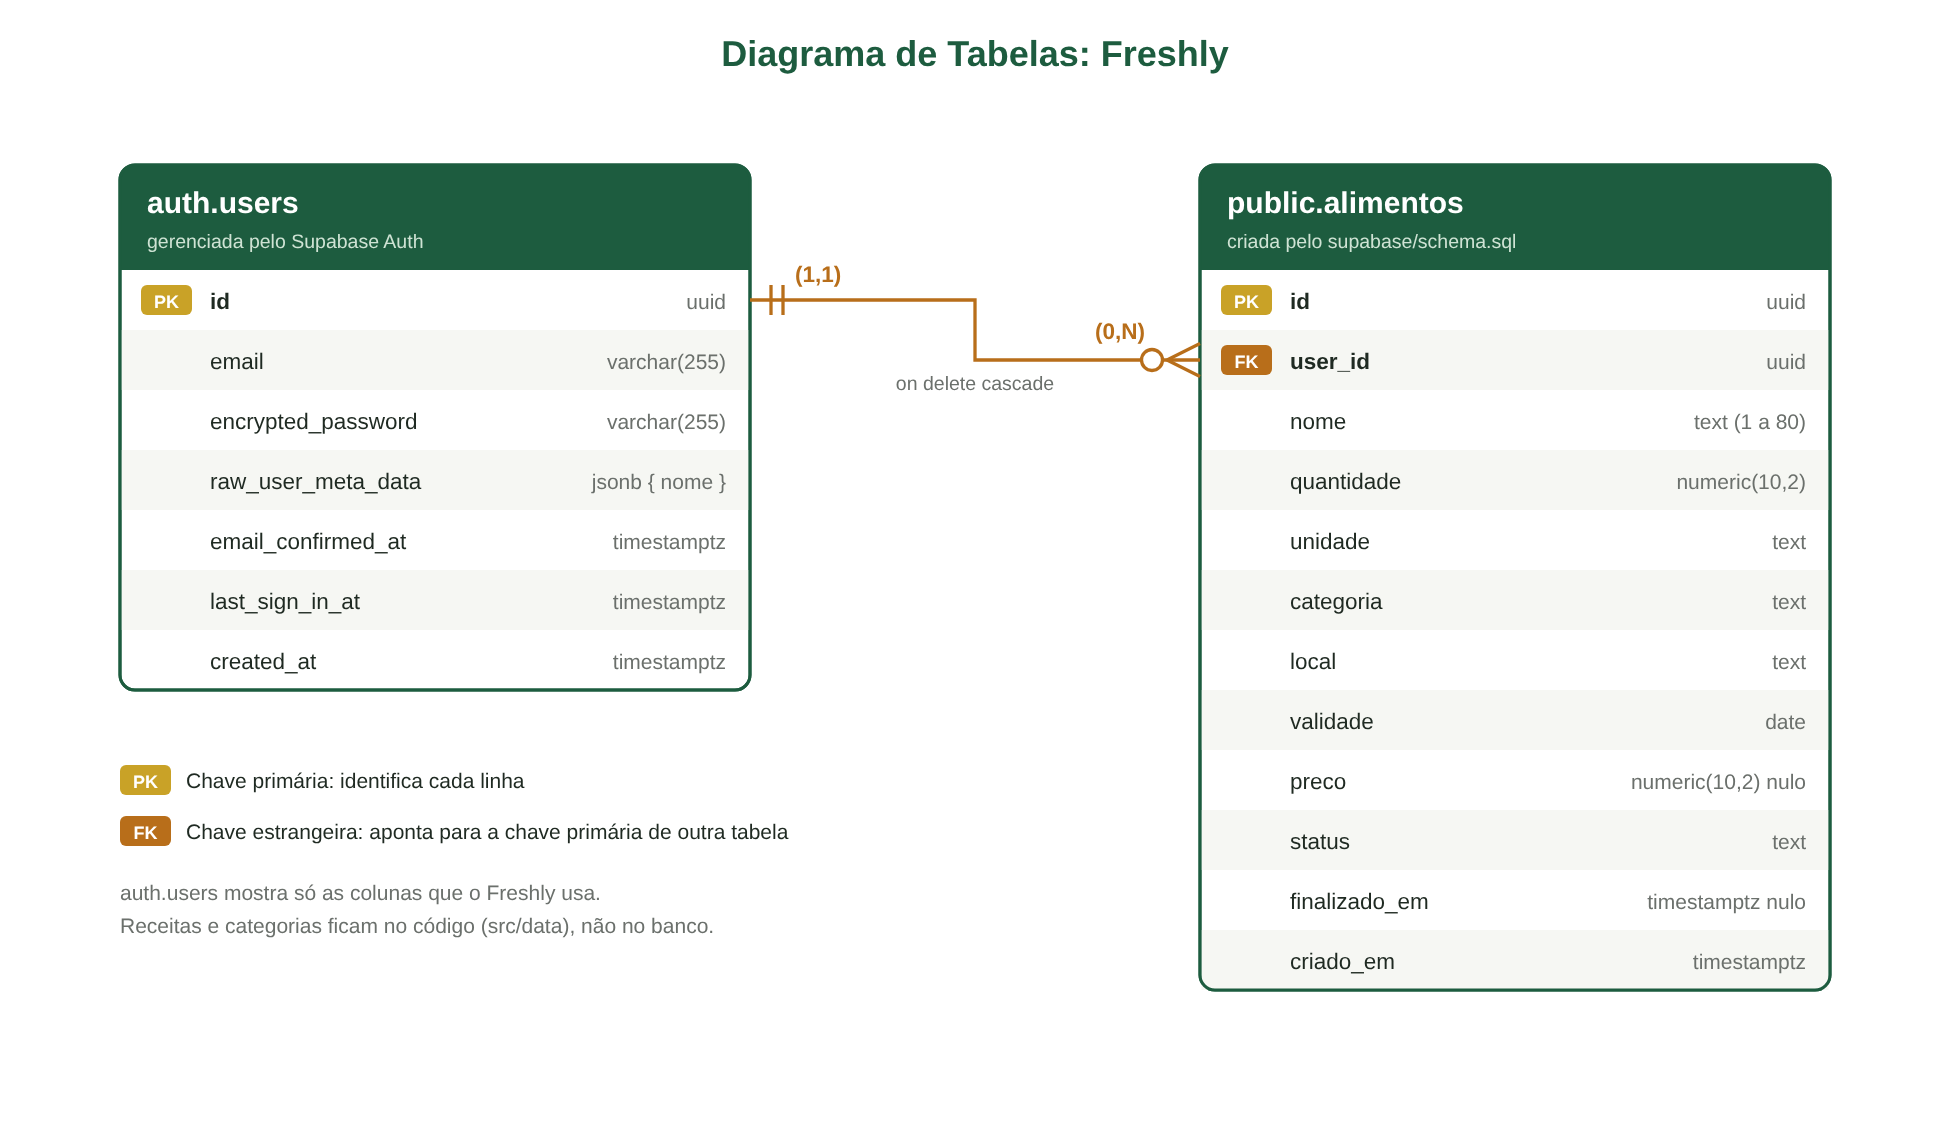 Diagrama de Tabelas: Freshly
auth.users
gerenciada pelo Supabase Auth
PK id uuid
email varchar(255)
encrypted_password varchar(255)
raw_user_meta_data jsonb { nome }
email_confirmed_at timestamptz
last_sign_in_at timestamptz
created_at timestamptz
(1,1)
(0,N)
on delete cascade
public.alimentos
criada pelo supabase/schema.sql
PK id uuid
FK user_id uuid
nome text (1 a 80)
quantidade numeric(10,2)
unidade text
categoria text
local text
validade date
preco numeric(10,2) nulo
status text
finalizado_em timestamptz nulo
criado_em timestamptz
PK Chave primária: identifica cada linha
FK Chave estrangeira: aponta para a chave primária de outra tabela
auth.users mostra só as colunas que o Freshly usa.
Receitas e categorias ficam no código (src/data), não no banco.